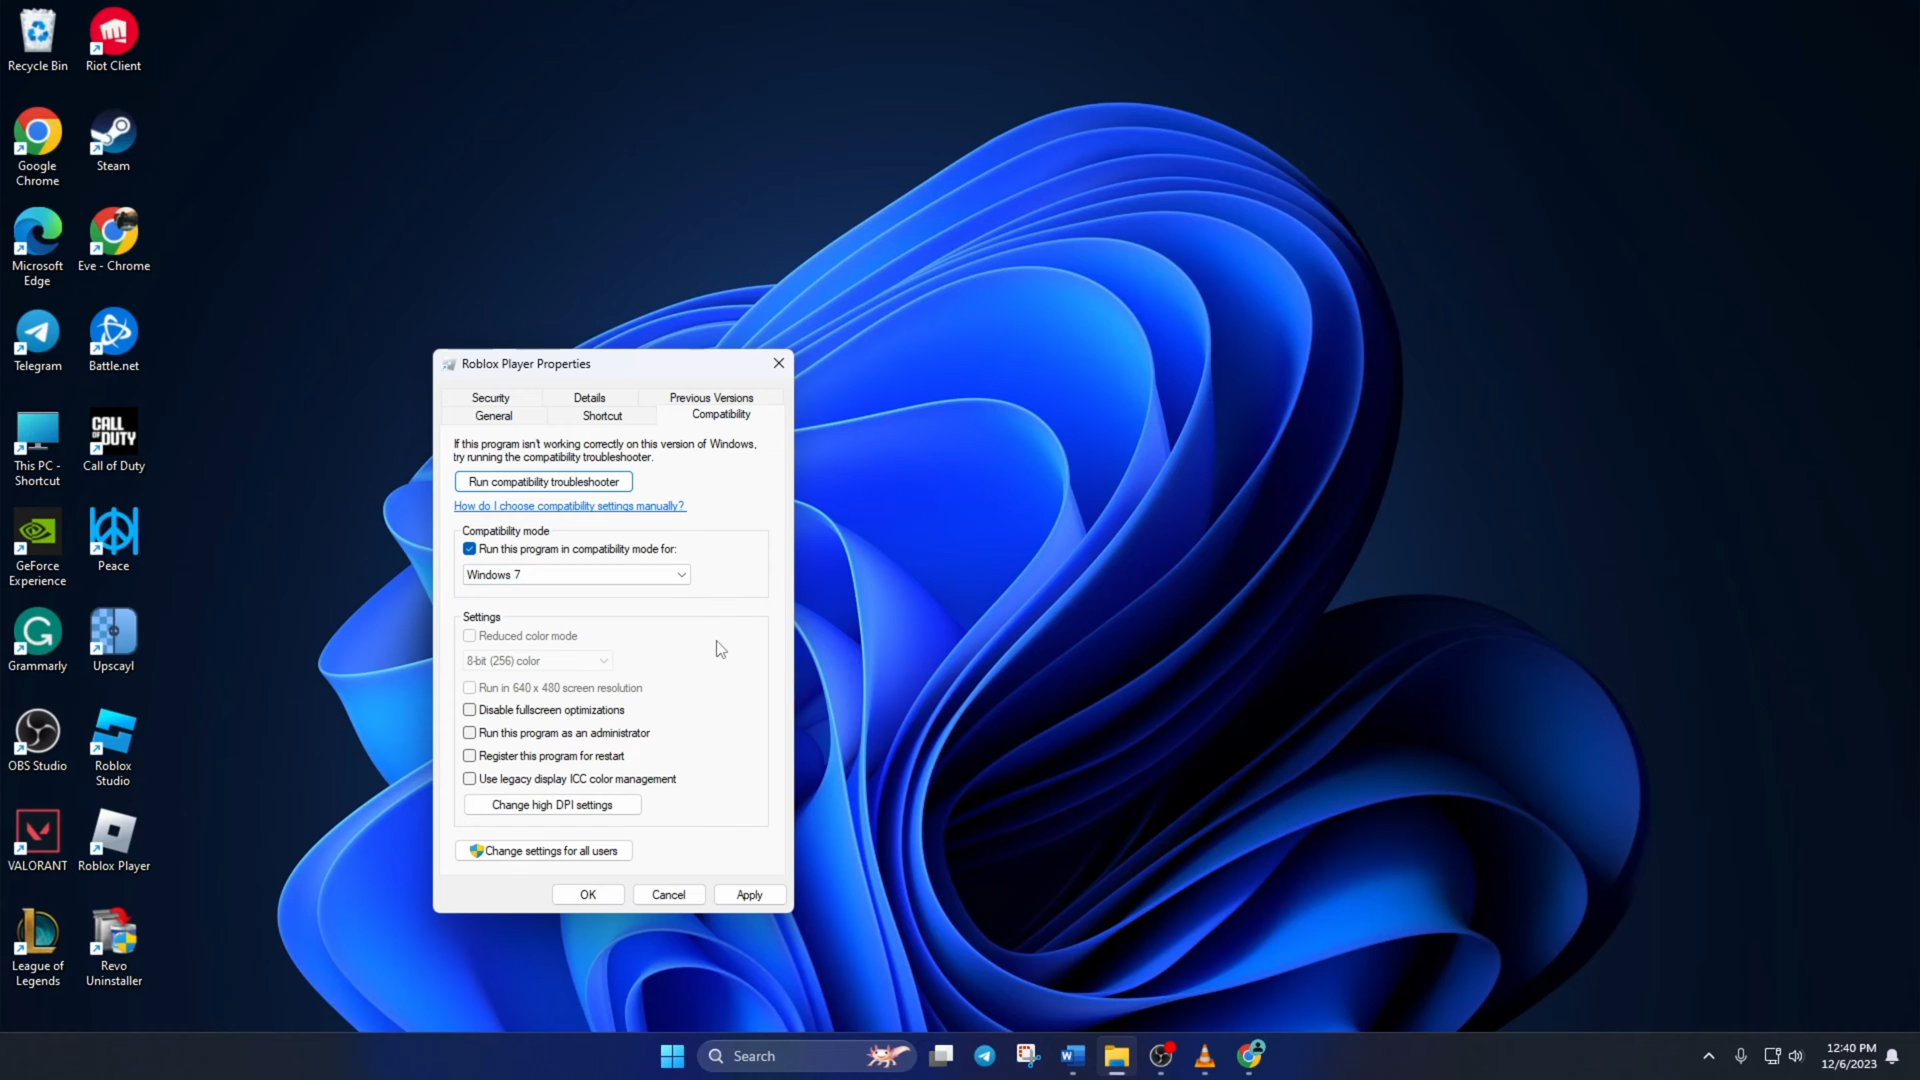 Recycle Bin
Riot Client
Google
Chrome
Steam
Microsoft
Edge
Eve - Chrome
Telegram
Battle.net
This PC -
Shortcut
CALL
OF DUTY
Call of Duty
GeForce
Experience
Peace
Grammarly
Upscayl
OBS Studio
Roblox
Studio
VALORANT
Roblox Player
League of
Legends
Revo
Uninstaller
Roblox Player Properties
Security
Details
Previous Versions
General
Shortcut
Compatibility
If this program isn't working correctly on this version of Windows,
try running the compatibility troubleshooter.
Run compatibility troubleshooter
How do I choose compatibility settings manually?
Compatibility mode
Run this program in compatibility mode for:
Windows 7
Settings
Reduced color mode
8-bit (256) color
Run in 640 x 480 screen resolution
Disable fullscreen optimizations
Run this program as an administrator
Register this program for restart
Use legacy display ICC color management
Change high DPI settings
Change settings for all users
OK
Cancel
Apply
Search
12:40 PM
12/6/2023